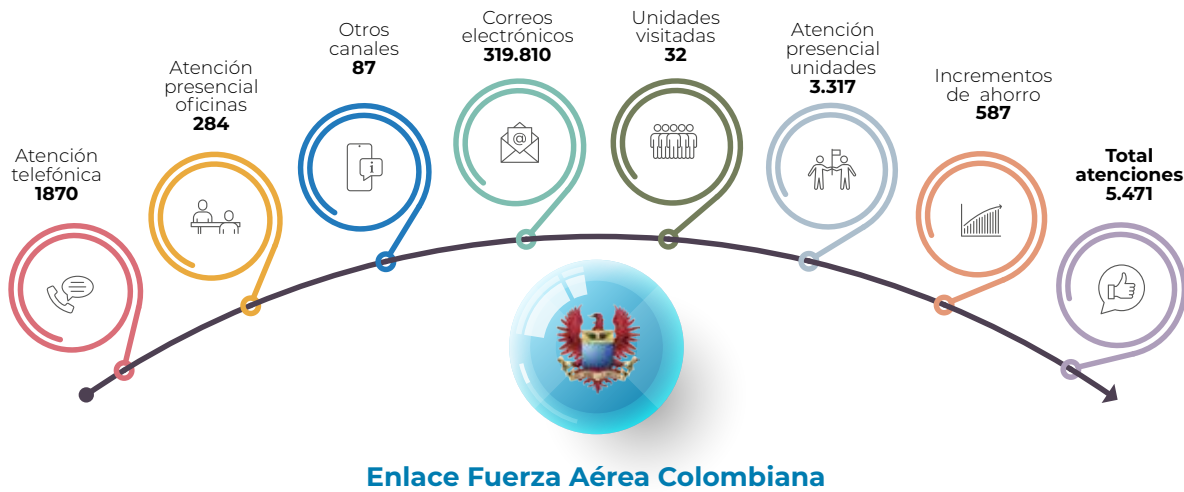 Atención
telefónica
1870
Atención
presencial
oficinas
284
Otros
canales
87
Correos
electrónicos
319.810
Unidades
visitadas
32
Atención
presencial
unidades
3.317
Incrementos
de ahorro
587
Total
atenciones
5.471
@
i
Enlace Fuerza Aérea Colombiana